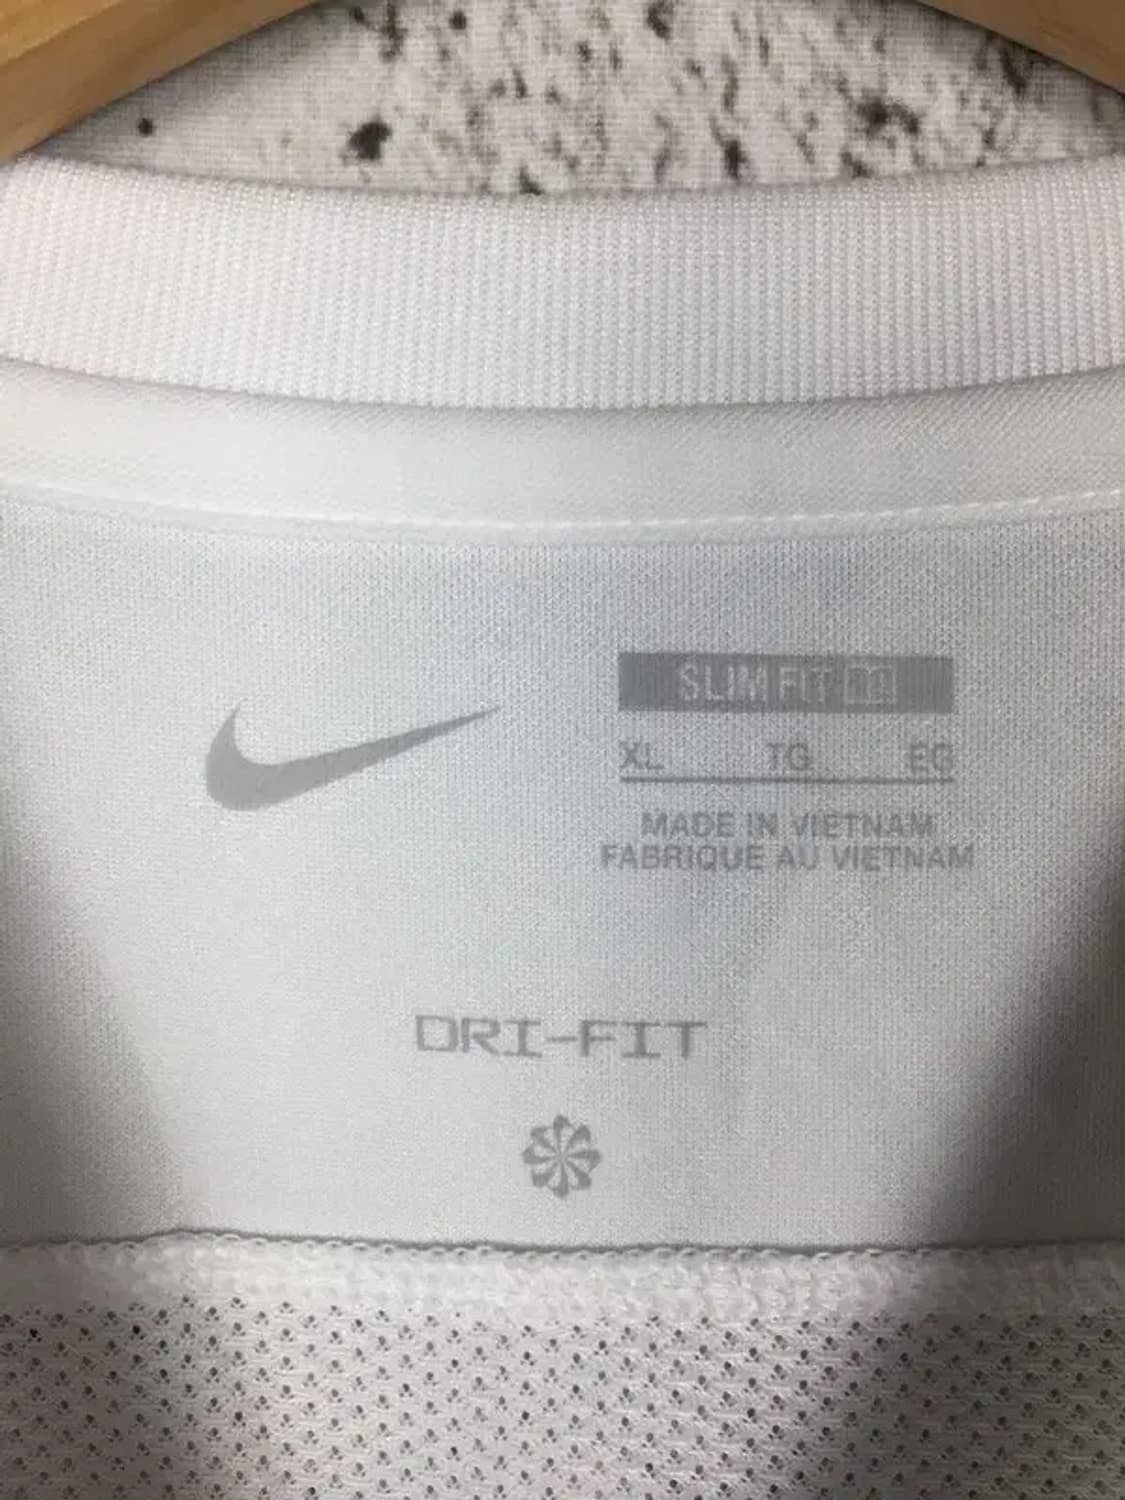 SLIM FIT
XL TG EG
MADE IN VIETNAM
FABRIQUE AU VIETNAM
DRI-FIT